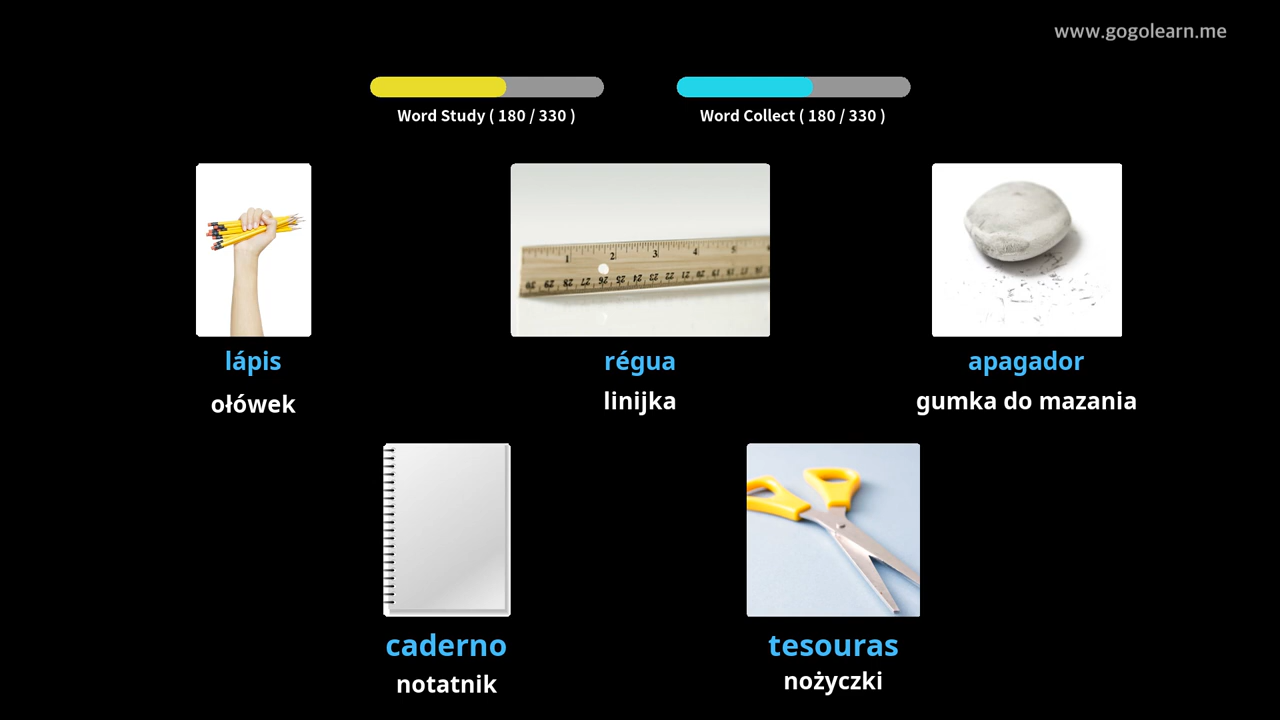 www.gogolearn.me
Word Study ( 180 / 330 )
Word Collect ( 180 / 330 )
lápis
ołówek
régua
linijka
apagador
gumka do mazania
caderno
notatnik
tesouras
nożyczki